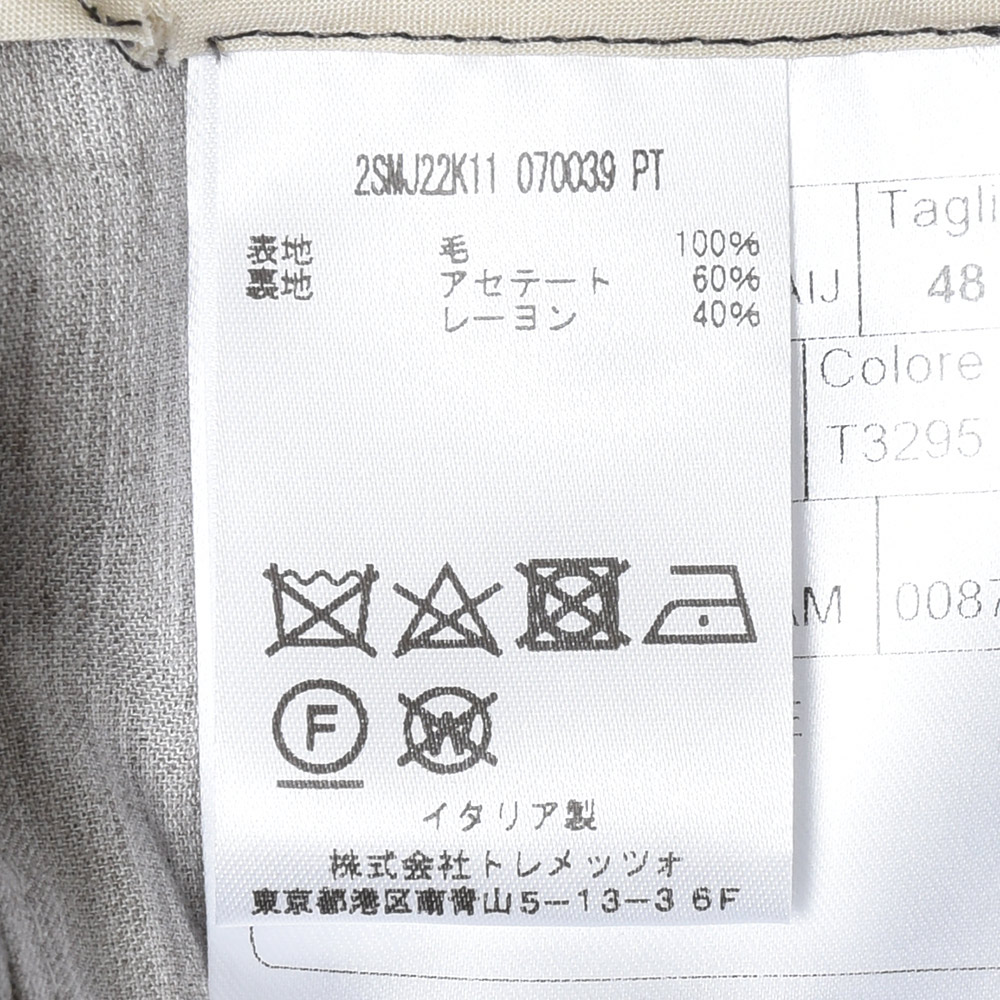 2SMJ22K11 070039 PT
表地 毛 100%
裏地 アセテート 60%
レーヨン 40%
F
W
イタリア製
株式会社トレメッツォ
東京都港区南青山5-13-3 6F
Tagli
AIJ 48
Colore
T3295
AM 0087